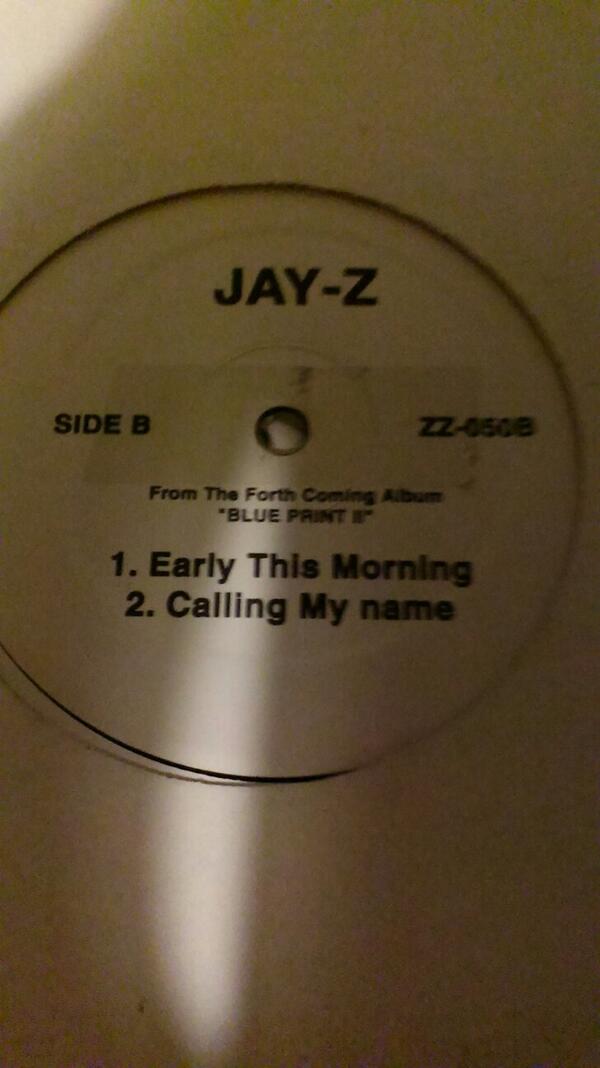 JAY-Z
SIDE B
ZZ-050B
From The Forth Coming Album
"BLUE PRINT II"
1. Early This Morning
2. Calling My name